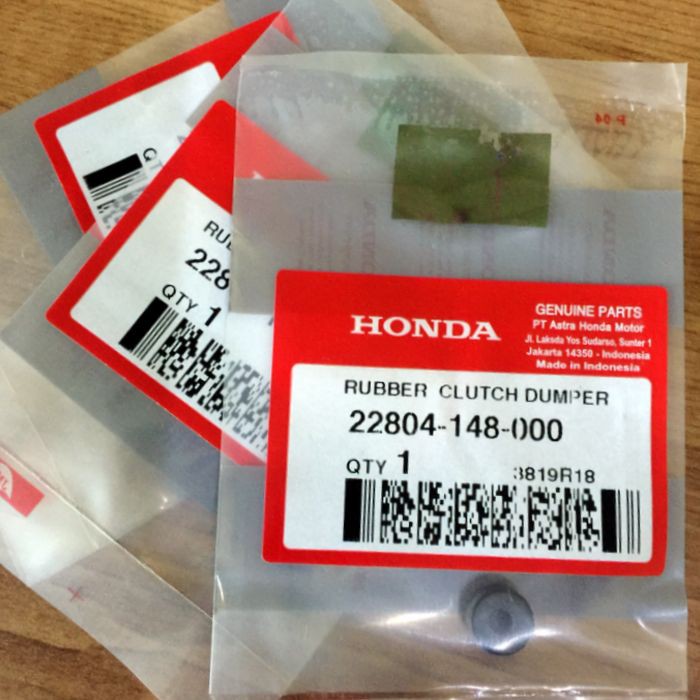 HONDA
GENUINE PARTS
PT Astra Honda Motor
Jl. Laksda Yos Sudarso, Sunter 1
Jakarta 14350 - Indonesia
Made in Indonesia
RUBBER CLUTCH DUMPER
22804-148-000
QTY 1
3819R18
QTY 1
228